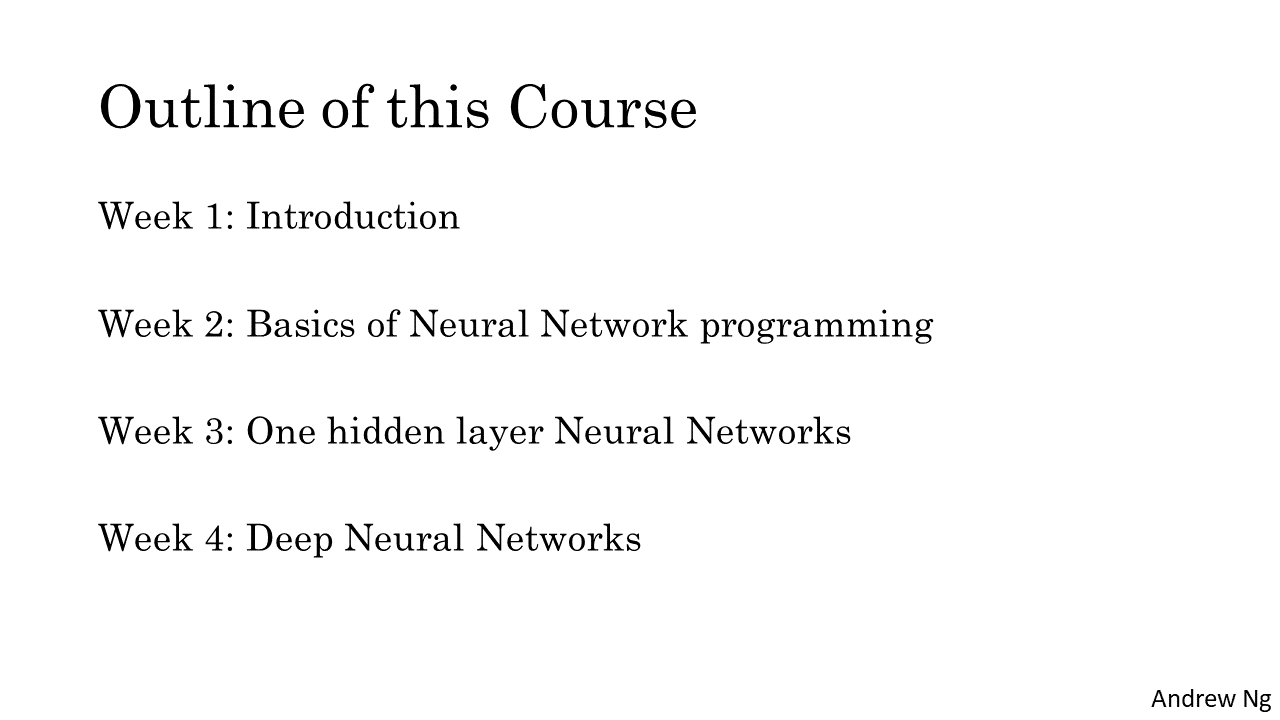 Outline of this Course
Week 1: Introduction
Week 2: Basics of Neural Network programming
Week 3: One hidden layer Neural Networks
Week 4: Deep Neural Networks
Andrew Ng